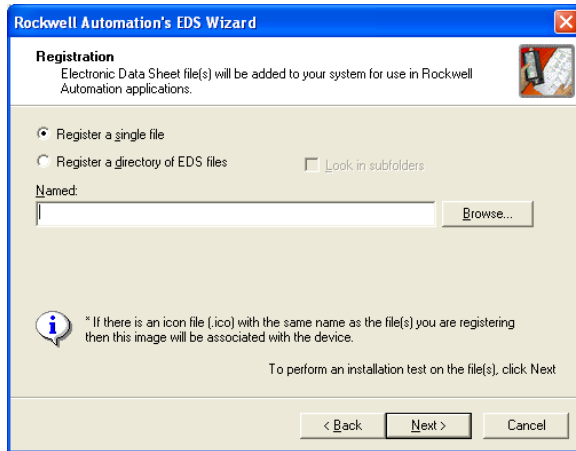 Rockwell Automation's EDS Wizard
Registration
Electronic Data Sheet file(s) will be added to your system for use in Rockwell
Automation applications.
Register a single file
Register a directory of EDS files
Look in subfolders
Named:
Browse...
* If there is an icon file (.ico) with the same name as the file(s) you are registering
then this image will be associated with the device.
To perform an installation test on the file(s), click Next
< Back
Next >
Cancel